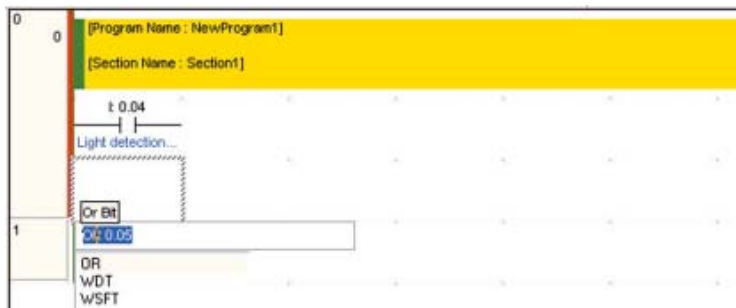 0
0
[Program Name : NewProgram1]
[Section Name : Section1]
I: 0.04
Light detection...
Or Bit
1
OR 0.05
OR
WDT
WSFT